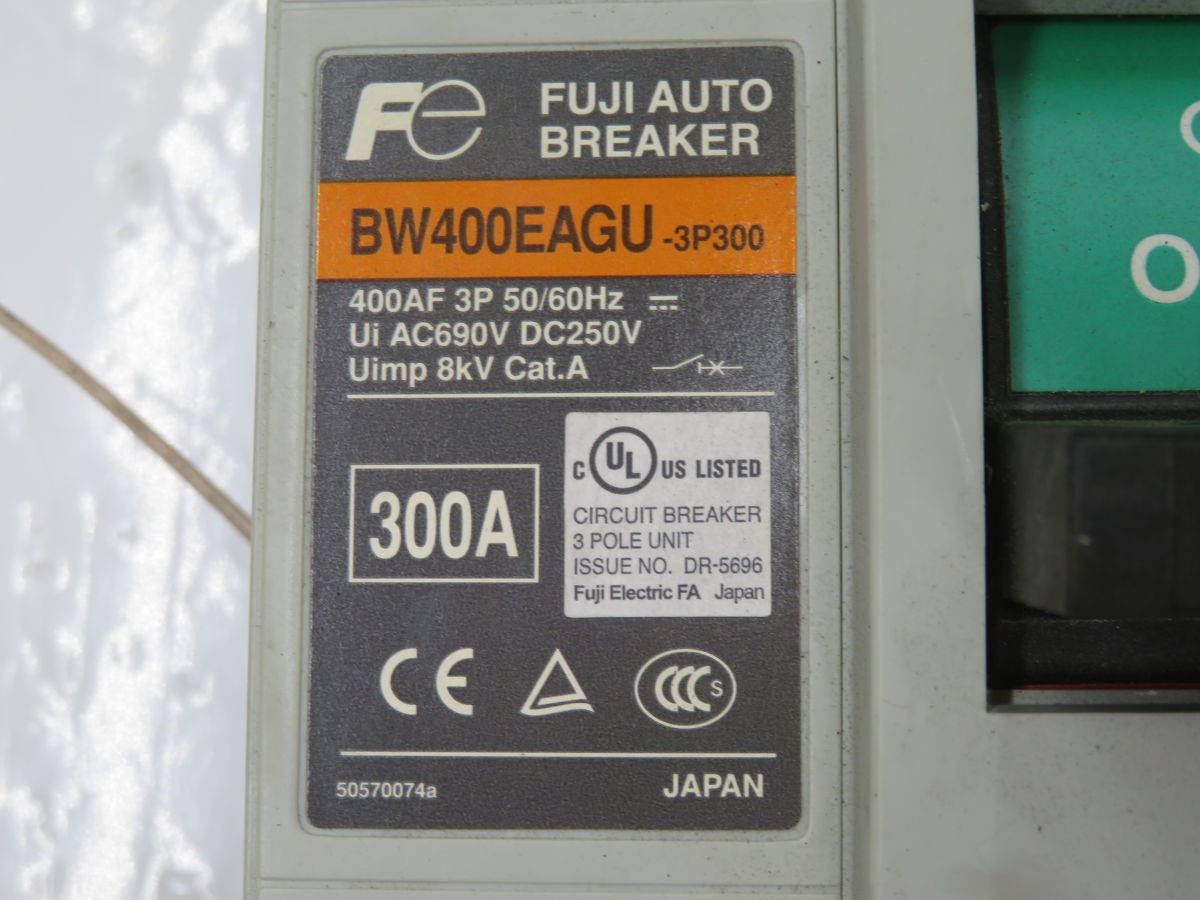 Fe
FUJI AUTO
BREAKER
BW400EAGU -3P300
400AF 3P 50/60Hz
Ui AC690V DC250V
Uimp 8kV Cat.A
300A
C UL US LISTED
CIRCUIT BREAKER
3 POLE UNIT
ISSUE NO. DR-5696
Fuji Electric FA Japan
CE
CCC S
50570074a
JAPAN
O